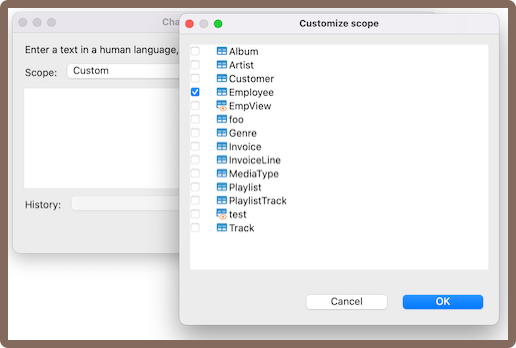 Cha
Enter a text in a human language,
Scope:
Custom
History:
Customize scope
Album
Artist
Customer
Employee
EmpView
foo
Genre
Invoice
InvoiceLine
MediaType
Playlist
PlaylistTrack
test
Track
Cancel
OK